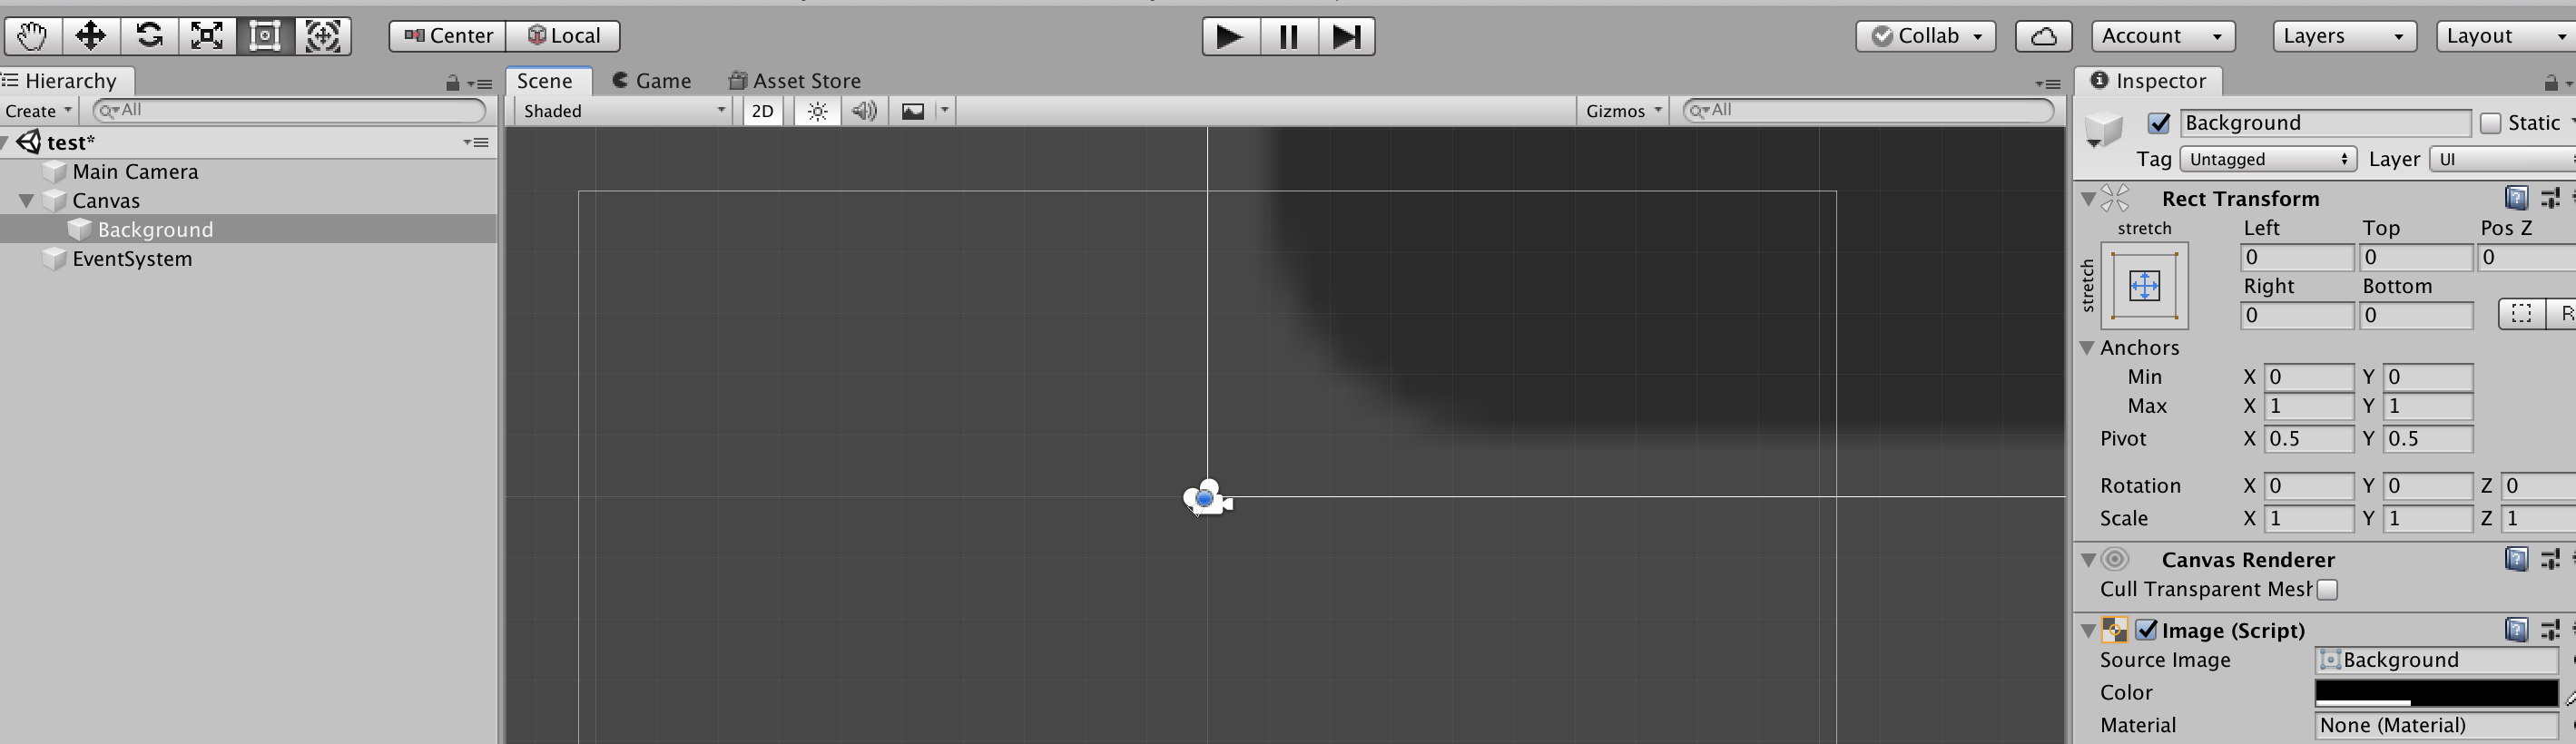 Center Local Collab Account Layers Layout
Hierarchy Scene Game Asset Store Inspector
Create All Shaded 2D Gizmos All
Background Static
test*
Tag Untagged Layer UI
Main Camera
Canvas
Background
EventSystem
Rect Transform
stretch Left Top Pos Z
stretch
0 0 0
Right Bottom
0 0 R
Anchors
Min X 0 Y 0
Max X 1 Y 1
Pivot X 0.5 Y 0.5
Rotation X 0 Y 0 Z 0
Scale X 1 Y 1 Z 1
Canvas Renderer
Cull Transparent Mesh
Image (Script)
Source Image Background
Color
Material None (Material)